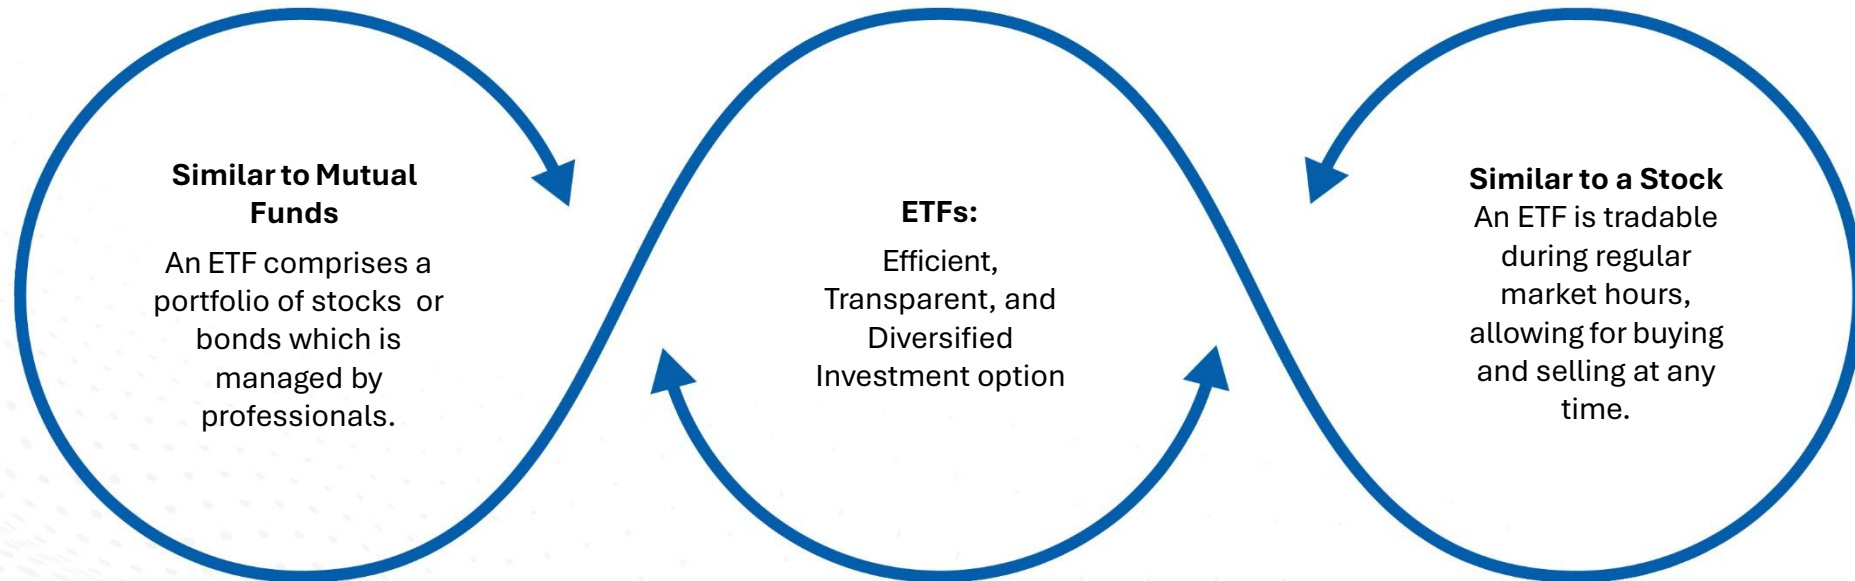 Similar to Mutual
Funds
An ETF comprises a
portfolio of stocks or
bonds which is
managed by
professionals.
ETFs:
Efficient,
Transparent, and
Diversified
Investment option
Similar to a Stock
An ETF is tradable
during regular
market hours,
allowing for buying
and selling at any
time.